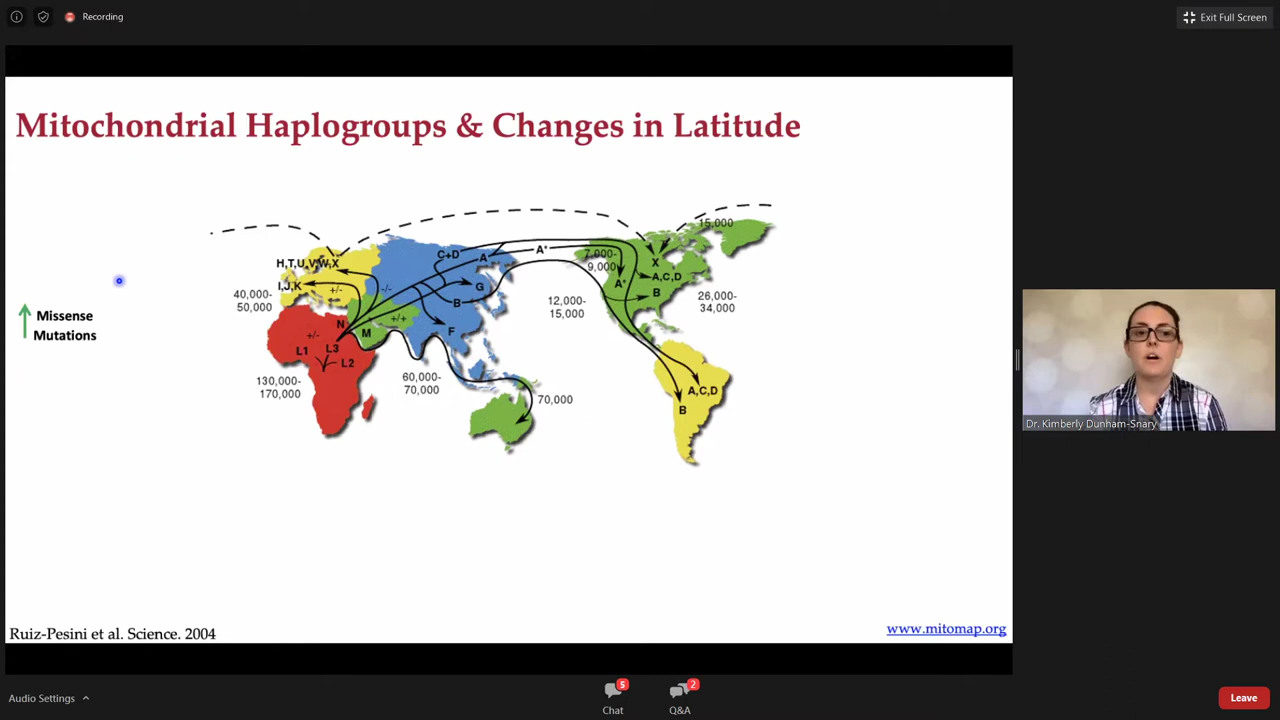 Recording
Exit Full Screen
Mitochondrial Haplogroups & Changes in Latitude
15,000
C+D
A
A*
7,000-
9,000
H,T,U,V,W,X
X
I,J,K
+/-
-/-
G
A*
A,C,D
B
B
40,000-
50,000
12,000-
15,000
26,000-
34,000
Missense
Mutations
N
M
+/+
F
+/-
L1
L3
L2
130,000-
170,000
60,000-
70,000
70,000
A,C,D
B
Dr. Kimberly Dunham-Snary
Ruiz-Pesini et al. Science. 2004
www.mitomap.org
Audio Settings
5
Chat
2
Q&A
Leave